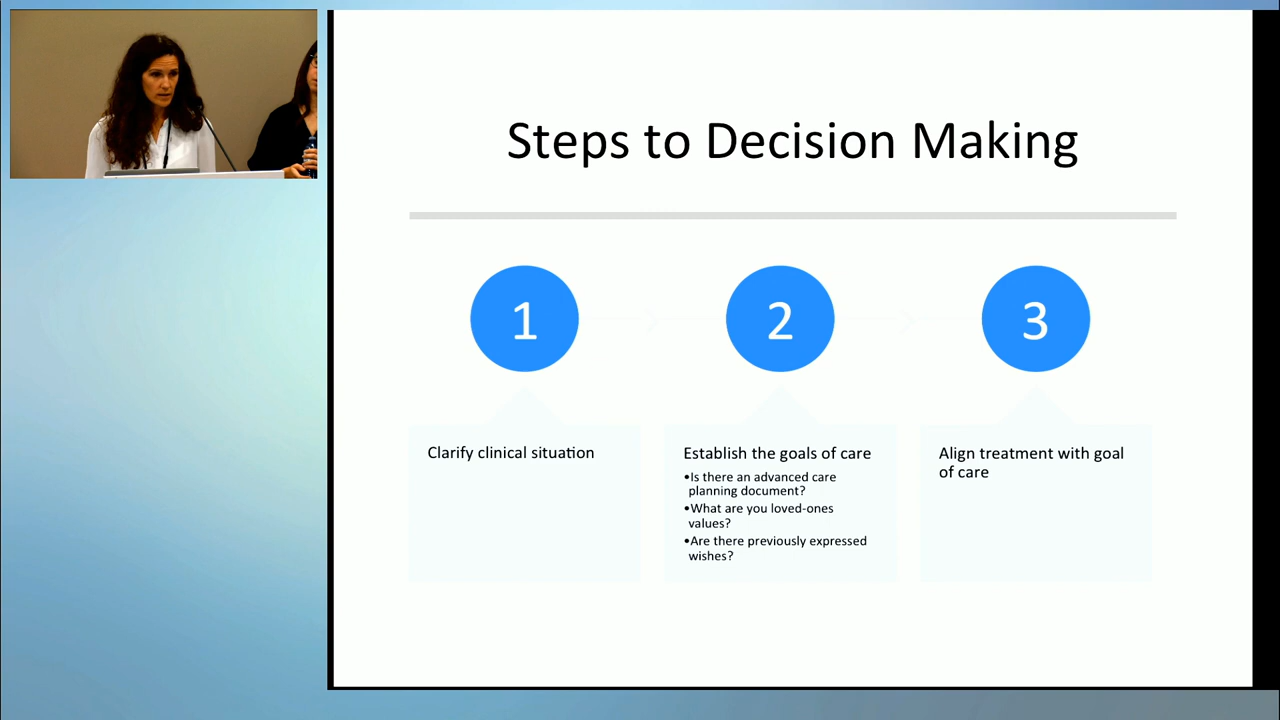 Steps to Decision Making
1
2
3
Clarify clinical situation
Establish the goals of care
•Is there an advanced care
planning document?
•What are you loved-ones
values?
•Are there previously expressed
wishes?
Align treatment with goal
of care